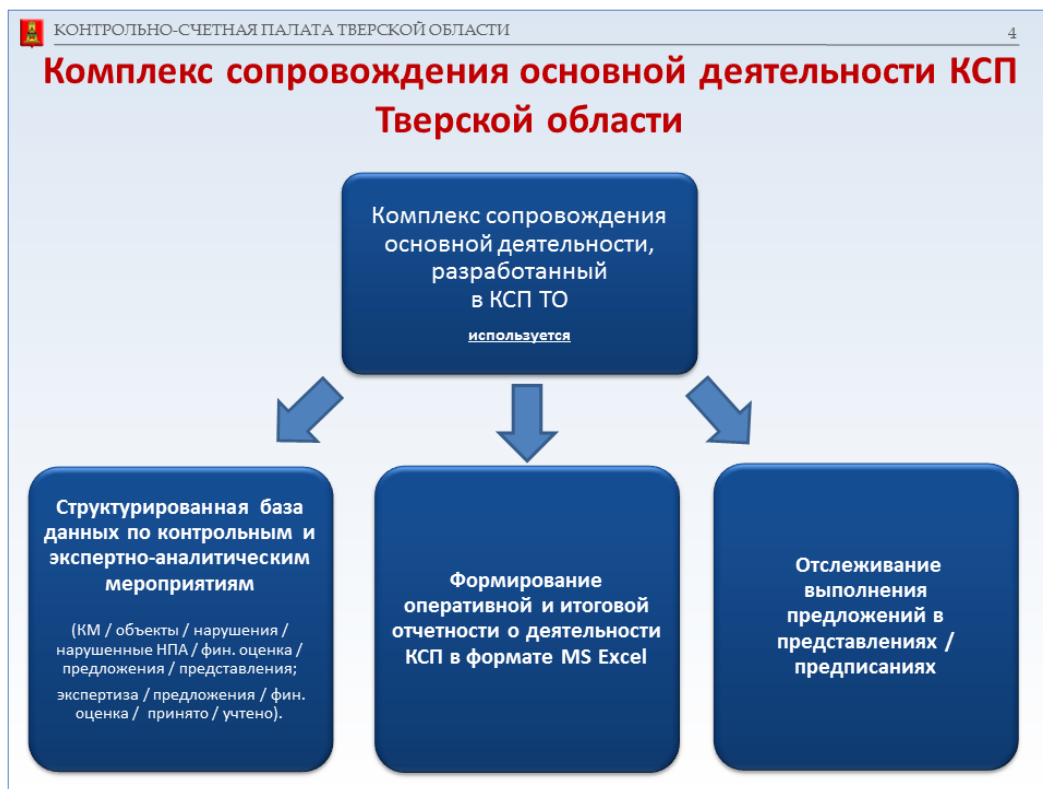 КОНТРОЛЬНО-СЧЕТНАЯ ПАЛАТА ТВЕРСКОЙ ОБЛАСТИ
4
Комплекс сопровождения основной деятельности КСП
Тверской области
Комплекс сопровождения
основной деятельности,
разработанный
в КСП ТО
используется
Структурированная база
данных по контрольным и
экспертно-аналитическим
мероприятиям
(КМ / объекты / нарушения /
нарушенные НПА / фин. оценка /
предложения / представления;
экспертиза / предложения / фин.
оценка / принято / учтено).
Формирование
оперативной и итоговой
отчетности о деятельности
КСП в формате MS Excel
Отслеживание
выполнения
предложений в
представлениях /
предписаниях